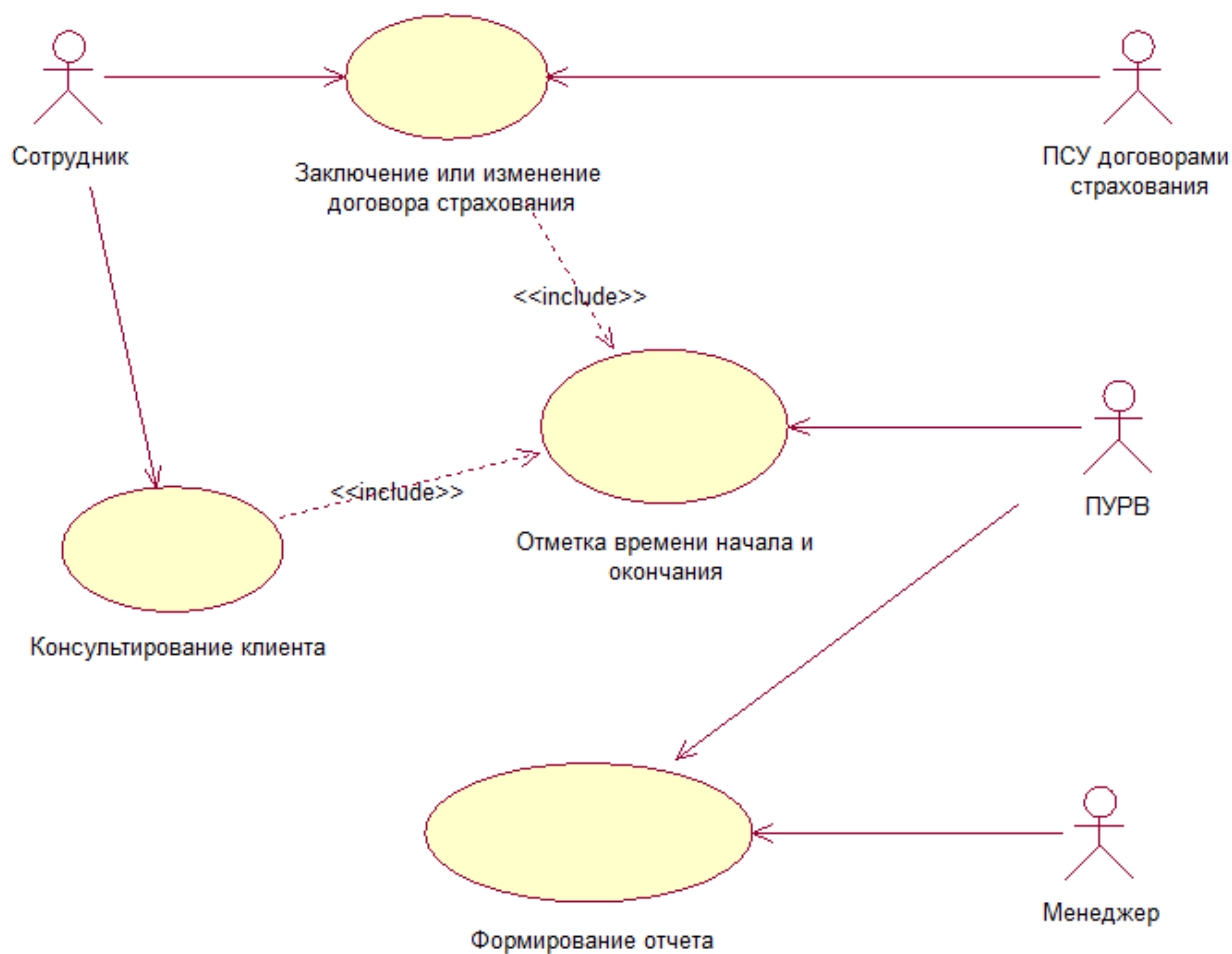 Сотрудник
Заключение или изменение
договора страхования
ПСУ договорами
страхования
<<include>>
<<include>>
Отметка времени начала и
окончания
ПУРВ
Консультирование клиента
Формирование отчета
Менеджер